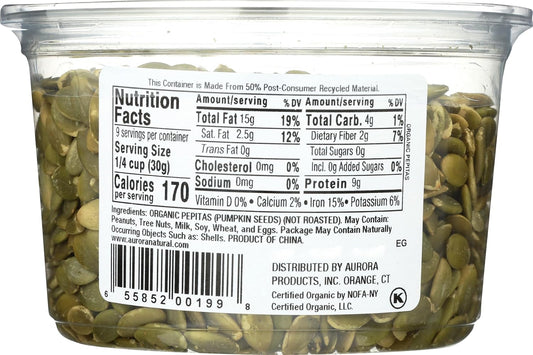 This Container is Made From 50% Post-Consumer Recycled Material.
Nutrition
Facts
9 servings per container
Serving Size
1/4 cup (30g)
Calories
per serving
170
Amount/serving % DV
Total Fat 15g 19%
Sat. Fat 2.5g 12%
Trans Fat 0g
Cholesterol 0mg 0%
Sodium 0mg 0%
Amount/serving % DV
Total Carb. 4g 1%
Dietary Fiber 2g 7%
Total Sugars 0g
Incl. 0g Added Sugars 0%
Protein 9g
Vitamin D 0% • Calcium 2% • Iron 15% • Potassium 6%
ORGANIC PEPITAS
Ingredients: ORGANIC PEPITAS (PUMPKIN SEEDS) (NOT ROASTED). May Contain:
Peanuts, Tree Nuts, Milk, Soy, Wheat, and Eggs. Package May Contain Naturally
Occurring Objects Such as: Shells. PRODUCT OF CHINA.
www.auroranatural.com
EG
6 55852 00199 8
DISTRIBUTED BY AURORA
PRODUCTS, INC. ORANGE, CT
Certified Organic by NOFA-NY
Certified Organic, LLC.
K